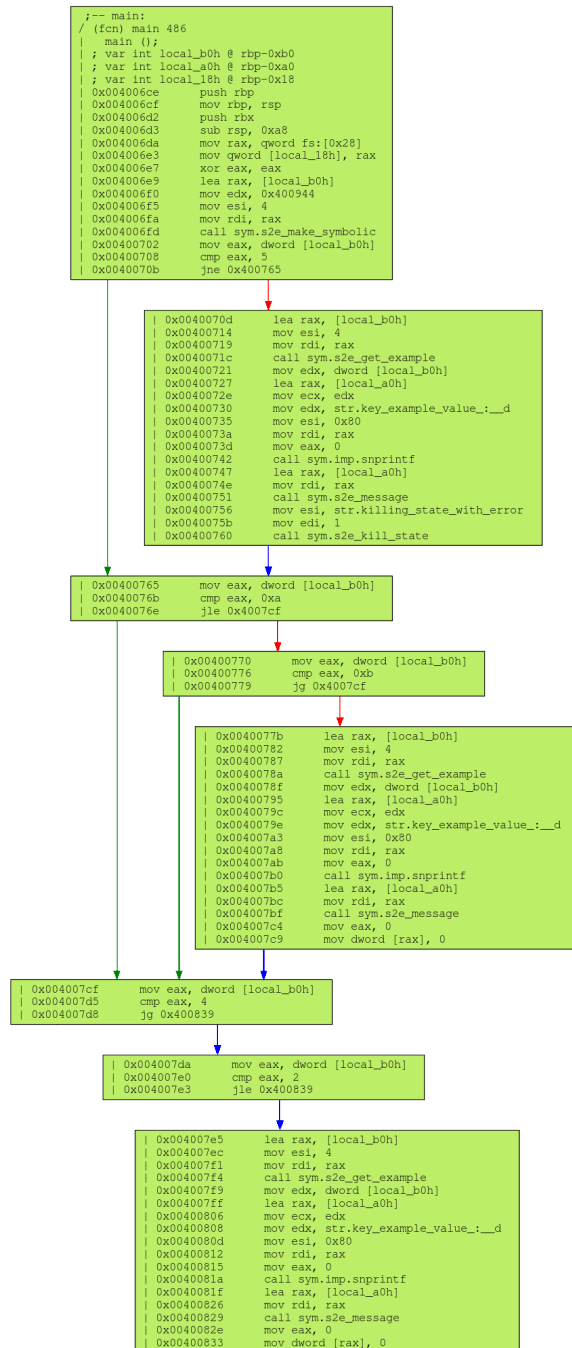 ;-- main:
/ (fcn) main 486
|   main ();
| ; var int local_b0h @ rbp-0xb0
| ; var int local_a0h @ rbp-0xa0
| ; var int local_18h @ rbp-0x18
| 0x004006ce      push rbp
| 0x004006cf      mov rbp, rsp
| 0x004006d2      push rbx
| 0x004006d3      sub rsp, 0xa8
| 0x004006da      mov rax, qword fs:[0x28]
| 0x004006e3      mov qword [local_18h], rax
| 0x004006e7      xor eax, eax
| 0x004006e9      lea rax, [local_b0h]
| 0x004006f0      mov edx, 0x400944
| 0x004006f5      mov esi, 4
| 0x004006fa      mov rdi, rax
| 0x004006fd      call sym.s2e_make_symbolic
| 0x00400702      mov eax, dword [local_b0h]
| 0x00400708      cmp eax, 5
| 0x0040070b      jne 0x400765
| 0x0040070d      lea rax, [local_b0h]
| 0x00400714      mov esi, 4
| 0x00400719      mov rdi, rax
| 0x0040071c      call sym.s2e_get_example
| 0x00400721      mov edx, dword [local_b0h]
| 0x00400727      lea rax, [local_a0h]
| 0x0040072e      mov ecx, edx
| 0x00400730      mov edx, str.key_example_value_:__d
| 0x00400735      mov esi, 0x80
| 0x0040073a      mov rdi, rax
| 0x0040073d      mov eax, 0
| 0x00400742      call sym.imp.snprintf
| 0x00400747      lea rax, [local_a0h]
| 0x0040074e      mov rdi, rax
| 0x00400751      call sym.s2e_message
| 0x00400756      mov esi, str.killing_state_with_error
| 0x0040075b      mov edi, 1
| 0x00400760      call sym.s2e_kill_state
| 0x00400765      mov eax, dword [local_b0h]
| 0x0040076b      cmp eax, 0xa
| 0x0040076e      jle 0x4007cf
| 0x00400770      mov eax, dword [local_b0h]
| 0x00400776      cmp eax, 0xb
| 0x00400779      jg 0x4007cf
| 0x0040077b      lea rax, [local_b0h]
| 0x00400782      mov esi, 4
| 0x00400787      mov rdi, rax
| 0x0040078a      call sym.s2e_get_example
| 0x0040078f      mov edx, dword [local_b0h]
| 0x00400795      lea rax, [local_a0h]
| 0x0040079c      mov ecx, edx
| 0x0040079e      mov edx, str.key_example_value_:__d
| 0x004007a3      mov esi, 0x80
| 0x004007a8      mov rdi, rax
| 0x004007ab      mov eax, 0
| 0x004007b0      call sym.imp.snprintf
| 0x004007b5      lea rax, [local_a0h]
| 0x004007bc      mov rdi, rax
| 0x004007bf      call sym.s2e_message
| 0x004007c4      mov eax, 0
| 0x004007c9      mov dword [rax], 0
| 0x004007cf      mov eax, dword [local_b0h]
| 0x004007d5      cmp eax, 4
| 0x004007d8      jg 0x400839
| 0x004007da      mov eax, dword [local_b0h]
| 0x004007e0      cmp eax, 2
| 0x004007e3      jle 0x400839
| 0x004007e5      lea rax, [local_b0h]
| 0x004007ec      mov esi, 4
| 0x004007f1      mov rdi, rax
| 0x004007f4      call sym.s2e_get_example
| 0x004007f9      mov edx, dword [local_b0h]
| 0x004007ff      lea rax, [local_a0h]
| 0x00400806      mov ecx, edx
| 0x00400808      mov edx, str.key_example_value_:__d
| 0x0040080d      mov esi, 0x80
| 0x00400812      mov rdi, rax
| 0x00400815      mov eax, 0
| 0x0040081a      call sym.imp.snprintf
| 0x0040081f      lea rax, [local_a0h]
| 0x00400826      mov rdi, rax
| 0x00400829      call sym.s2e_message
| 0x0040082e      mov eax, 0
| 0x00400833      mov dword [rax], 0